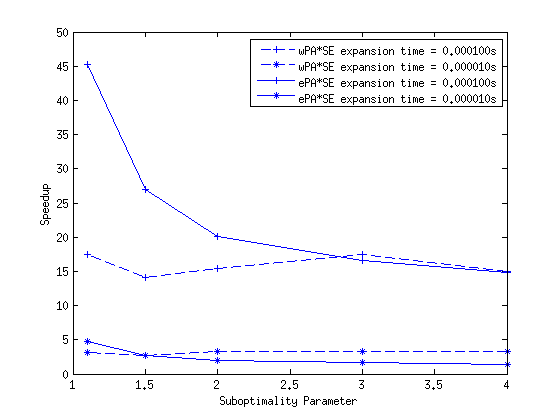 50
45
40
35
30
25
20
15
10
5
0
Speedup
wPA*SE expansion time = 0.000100s
wPA*SE expansion time = 0.000010s
ePA*SE expansion time = 0.000100s
ePA*SE expansion time = 0.000010s
1 1.5 2 2.5 3 3.5 4
Suboptimality Parameter